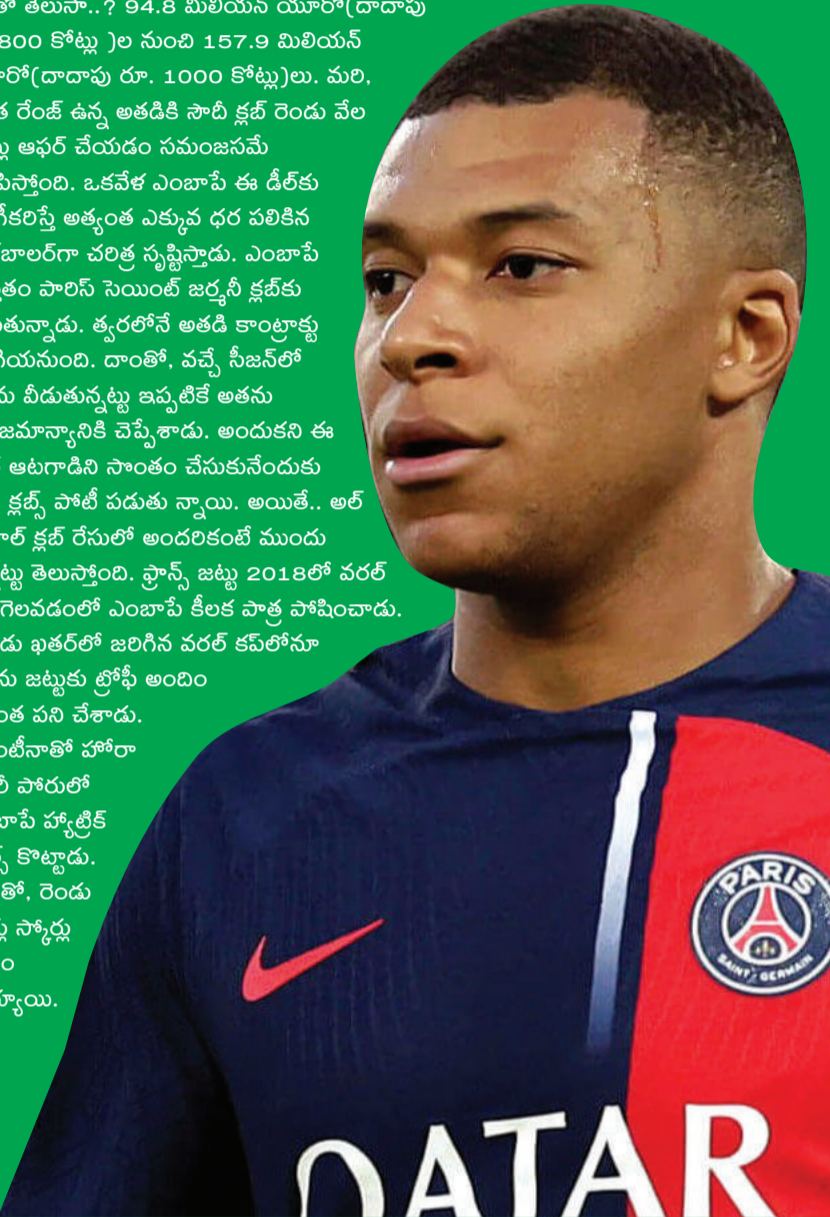 తెలుసా..? 94.8 మిలియన్ యూరో(దాదాపు
800 కోట్లు )ల నుంచి 157.9 మిలియన్
రో(దాదాపు రూ. 1000 కోట్లు)లు. మరి,
త రేంజ్ ఉన్న అతడికి సౌదీ క్లబ్ రెండు వేల
ట్లు ఆఫర్ చేయడం సమంజసమే
పిస్తోంది. ఒకవేళ ఎంబాపే ఈ డీల్‌కు
గీకరిస్తే అత్యంత ఎక్కువ ధర పలికిన
బాలర్‌గా చరిత్ర సృష్టిస్తాడు. ఎంబాపే
తం పారిస్ సెయింట్ జర్మనీ క్లబ్‌కు
తున్నాడు. త్వరలోనే అతడి కాంట్రాక్టు
గియనుంది. దాంతో, వచ్చే సీజన్‌లో
ను వీడుతున్నట్టు ఇప్పటికే అతను
జమాన్యానికి చెప్పేశాడు. అందుకని ఈ
ఆటగాడిని సొంతం చేసుకునేందుకు
క్లబ్స్ పోటీ పడుతు న్నాయి. అయితే.. అల్
ల్ క్లబ్ రేసులో అందరికంటే ముందు
ట్టు తెలుస్తోంది. ఫ్రాన్స్ జట్టు 2018లో వరల్
గెలవడంలో ఎంబాపే కీలక పాత్ర పోషించాడు.
డు ఖతర్‌లో జరిగిన వరల్ కప్‌లోనూ
ను జట్టుకు ట్రోఫీ అందిం
ంత పని చేశాడు.
ంటీనాతో హోరా
రీ పోరులో
బాపే హ్యాట్రిక్
్స్ కొట్టాడు.
తో, రెండు
ట్లు స్కోర్లు
ం
య్యాయి.
PARIS
SAINT GERMAIN
QATAR